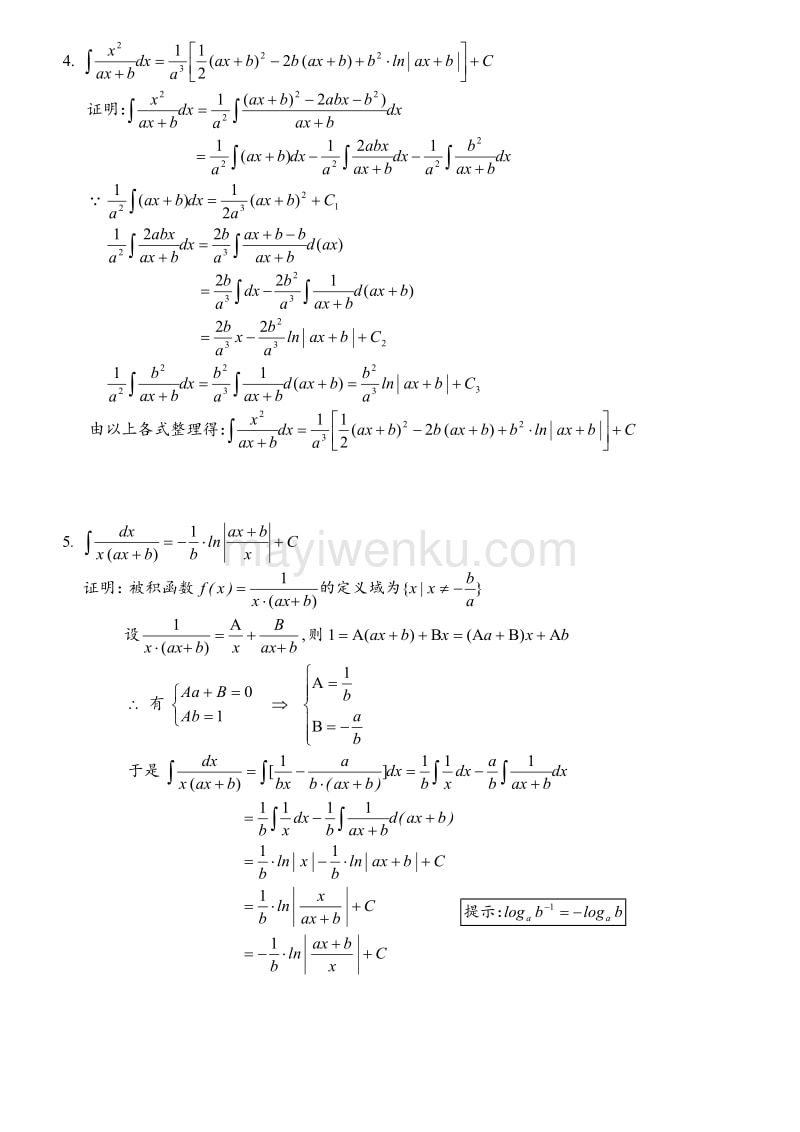 4. ∫ x²/(ax+b) dx = 1/a³ [ 1/2 (ax+b)² − 2b(ax+b) + b² · ln|ax+b| ] + C
证明: ∫ x²/(ax+b) dx = 1/a² ∫ ((ax+b)² − 2abx − b²)/(ax+b) dx
= 1/a² ∫ (ax+b)dx − 1/a² ∫ 2abx/(ax+b) dx − 1/a² ∫ b²/(ax+b) dx
∵ 1/a² ∫ (ax+b)dx = 1/2a³ (ax+b)² + C₁
1/a² ∫ 2abx/(ax+b) dx = 2b/a³ ∫ (ax+b−b)/(ax+b) d(ax)
= 2b/a³ ∫ dx − 2b²/a³ ∫ 1/(ax+b) d(ax+b)
= 2b/a³ x − 2b²/a³ ln|ax+b| + C₂
1/a² ∫ b²/(ax+b) dx = b²/a³ ∫ 1/(ax+b) d(ax+b) = b²/a³ ln|ax+b| + C₃
由以上各式整理得: ∫ x²/(ax+b) dx = 1/a³ [ 1/2 (ax+b)² − 2b(ax+b) + b² · ln|ax+b| ] + C
mayiwenku.com
5. ∫ dx/(x(ax+b)) = − 1/b · ln|(ax+b)/x| + C
证明: 被积函数 f(x) = 1/(x·(ax+b)) 的定义域为{x | x ≠ − b/a}
设 1/(x·(ax+b)) = A/x + B/(ax+b), 则 1 = A(ax+b) + Bx = (Aa+B)x + Ab
∴ 有 { Aa + B = 0, Ab = 1 ⇒ { A = 1/b, B = − a/b
于是 ∫ dx/(x(ax+b)) = ∫ [1/bx − a/(b·(ax+b))]dx = 1/b ∫ 1/x dx − a/b ∫ 1/(ax+b) dx
= 1/b ∫ 1/x dx − 1/b ∫ 1/(ax+b) d(ax+b)
= 1/b · ln|x| − 1/b · ln|ax+b| + C
= 1/b · ln|x/(ax+b)| + C 提示: logₐ b⁻¹ = −logₐ b
= − 1/b · ln|(ax+b)/x| + C